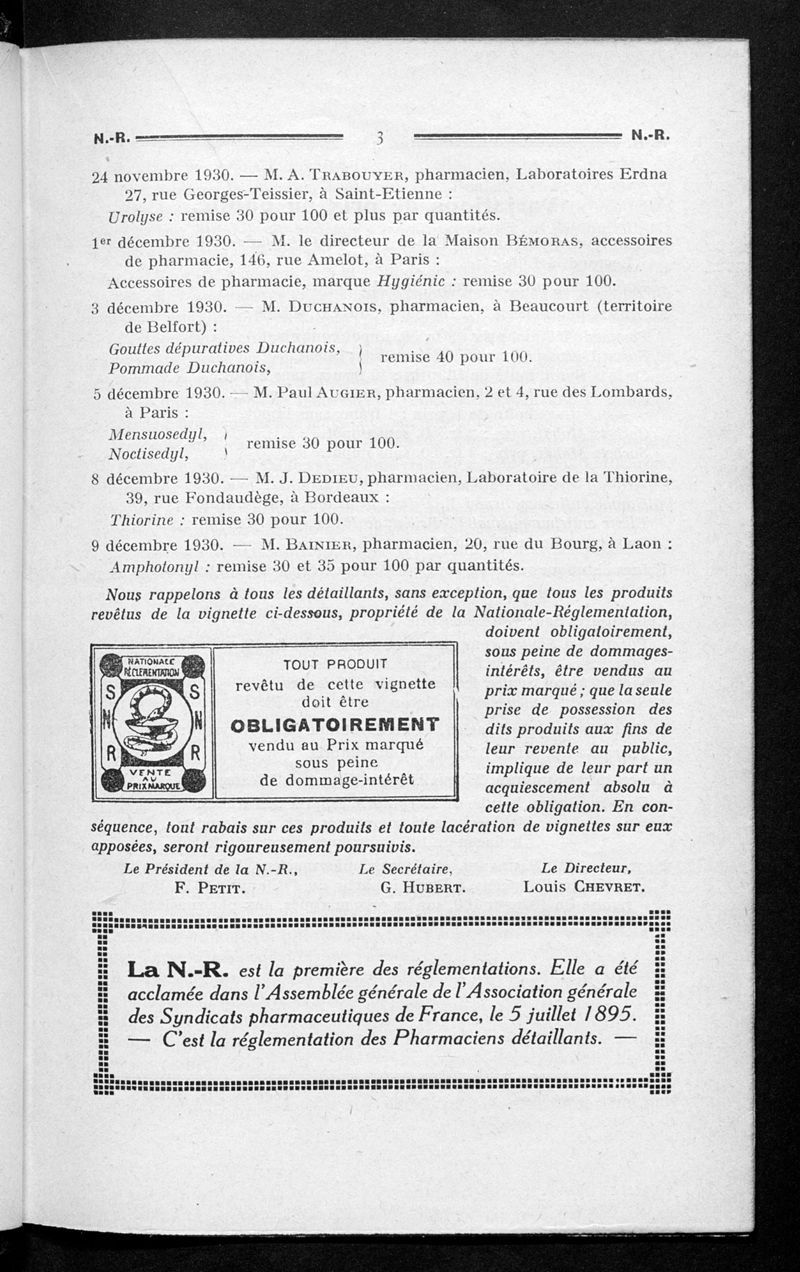 N.-R. 3 N.-R.
24 novembre 1930. — M. A. TRABOUYER, pharmacien, Laboratoires Erdna
27, rue Georges-Teissier, à Saint-Etienne :
Urolyse : remise 30 pour 100 et plus par quantités.
1er décembre 1930. — M. le directeur de la Maison BÉMORAS, accessoires
de pharmacie, 146, rue Amelot, à Paris :
Accessoires de pharmacie, marque Hygiénic : remise 30 pour 100.
3 décembre 1930. — M. DUCHANOIS, pharmacien, à Beaucourt (territoire
de Belfort) :
Gouttes dépuratives Duchanois,
Pommade Duchanois,
} remise 40 pour 100.
5 décembre 1930. — M. Paul AUGIER, pharmacien, 2 et 4, rue des Lombards,
à Paris :
Mensuosedyl,
Noctisedyl,
} remise 30 pour 100.
8 décembre 1930. — M. J. DEDIEU, pharmacien, Laboratoire de la Thiorine,
39, rue Fondaudège, à Bordeaux :
Thiorine : remise 30 pour 100.
9 décembre 1930. — M. BAINIER, pharmacien, 20, rue du Bourg, à Laon :
Amphotonyl : remise 30 et 35 pour 100 par quantités.
Nous rappelons à tous les détaillants, sans exception, que tous les produits
revêtus de la vignette ci-dessous, propriété de la Nationale-Réglementation,
doivent obligatoirement,
sous peine de dommages-
intérêts, être vendus au
prix marqué ; que la seule
prise de possession des
dits produits aux fins de
leur revente au public,
implique de leur part un
acquiescement absolu à
cette obligation. En con-
séquence, tout rabais sur ces produits et toute lacération de vignettes sur eux
apposées, seront rigoureusement poursuivis.
NATIONALE
RÉGLEMENTATION
S S
N N
R R
VENTE
AU
PRIX MARQUÉ
TOUT PRODUIT
revêtu de cette vignette
doit être
OBLIGATOIREMENT
vendu au Prix marqué
sous peine
de dommage-intérêt
Le Président de la N.-R., Le Secrétaire, Le Directeur,
F. PETIT. G. HUBERT. Louis CHEVRET.
La N.-R. est la première des réglementations. Elle a été
acclamée dans l'Assemblée générale de l'Association générale
des Syndicats pharmaceutiques de France, le 5 juillet 1895.
— C'est la réglementation des Pharmaciens détaillants. —